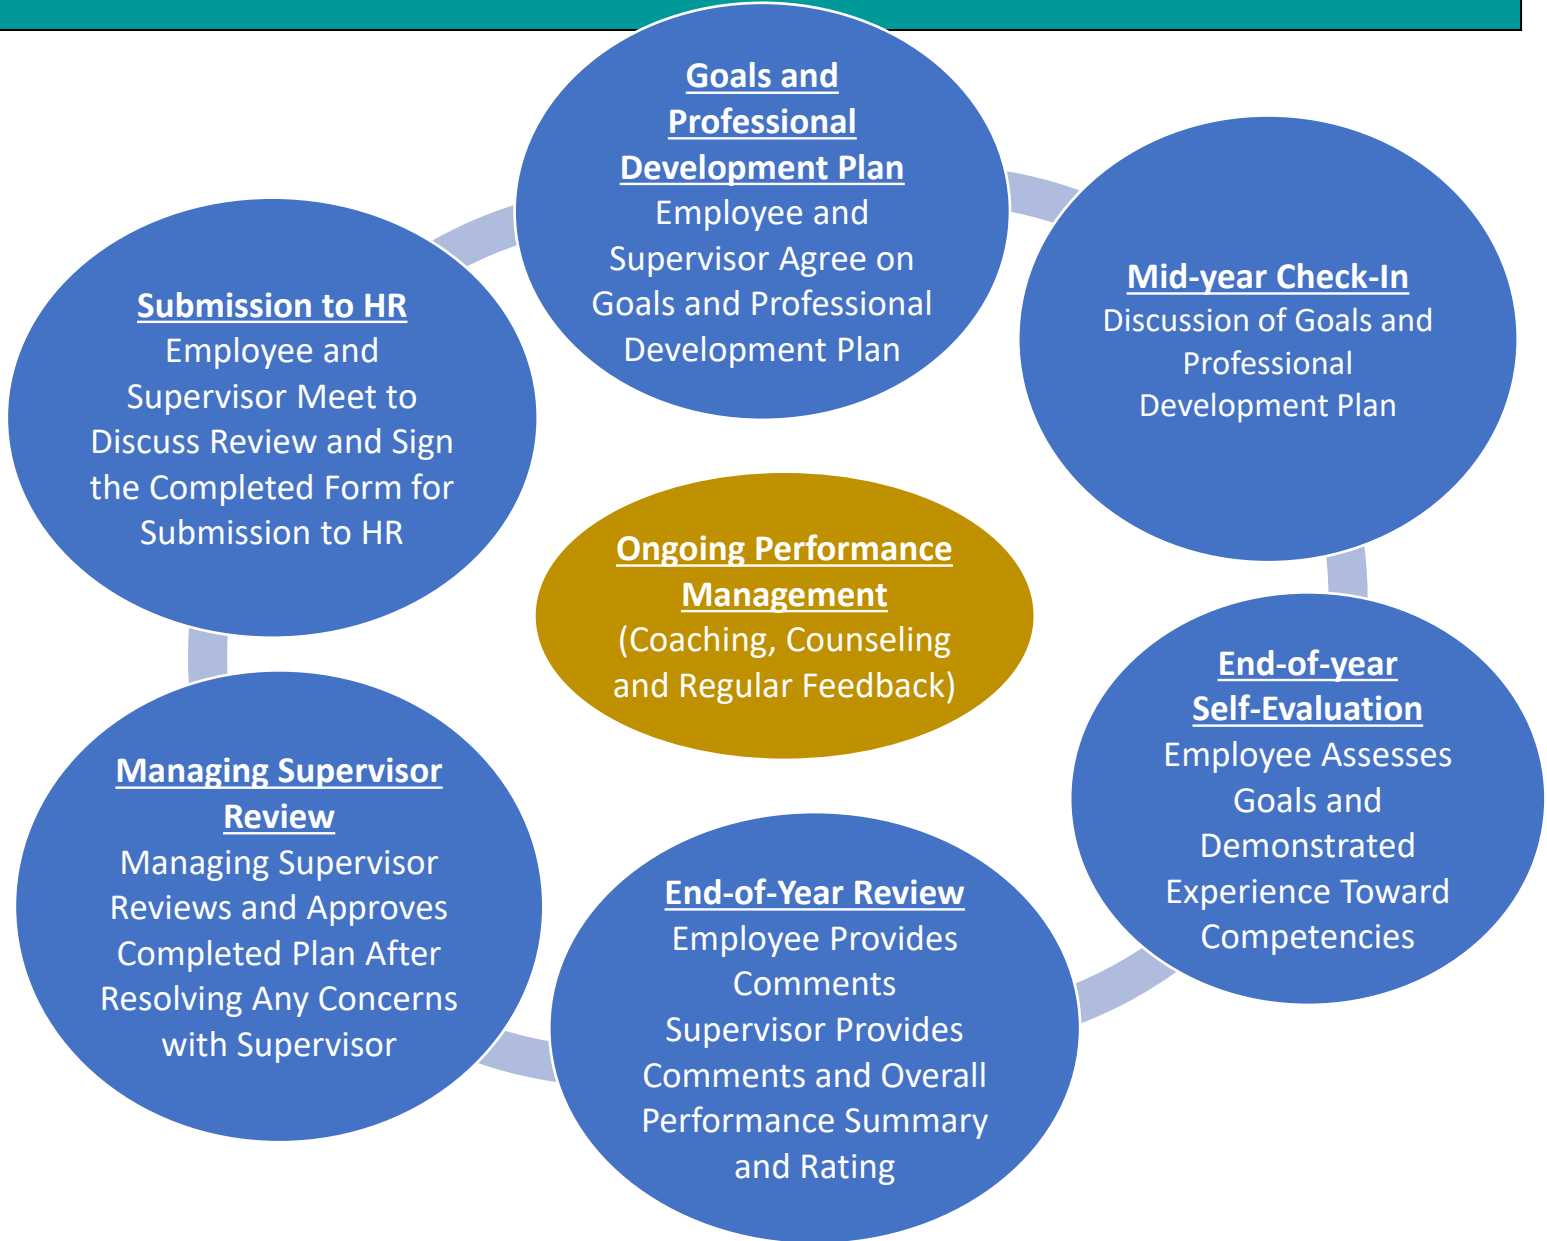 Goals and
Professional
Development Plan
Employee and
Supervisor Agree on
Goals and Professional
Development Plan
Mid-year Check-In
Discussion of Goals and
Professional
Development Plan
End-of-year
Self-Evaluation
Employee Assesses
Goals and
Demonstrated
Experience Toward
Competencies
End-of-Year Review
Employee Provides
Comments
Supervisor Provides
Comments and Overall
Performance Summary
and Rating
Managing Supervisor
Review
Managing Supervisor
Reviews and Approves
Completed Plan After
Resolving Any Concerns
with Supervisor
Submission to HR
Employee and
Supervisor Meet to
Discuss Review and Sign
the Completed Form for
Submission to HR
Ongoing Performance
Management
(Coaching, Counseling
and Regular Feedback)